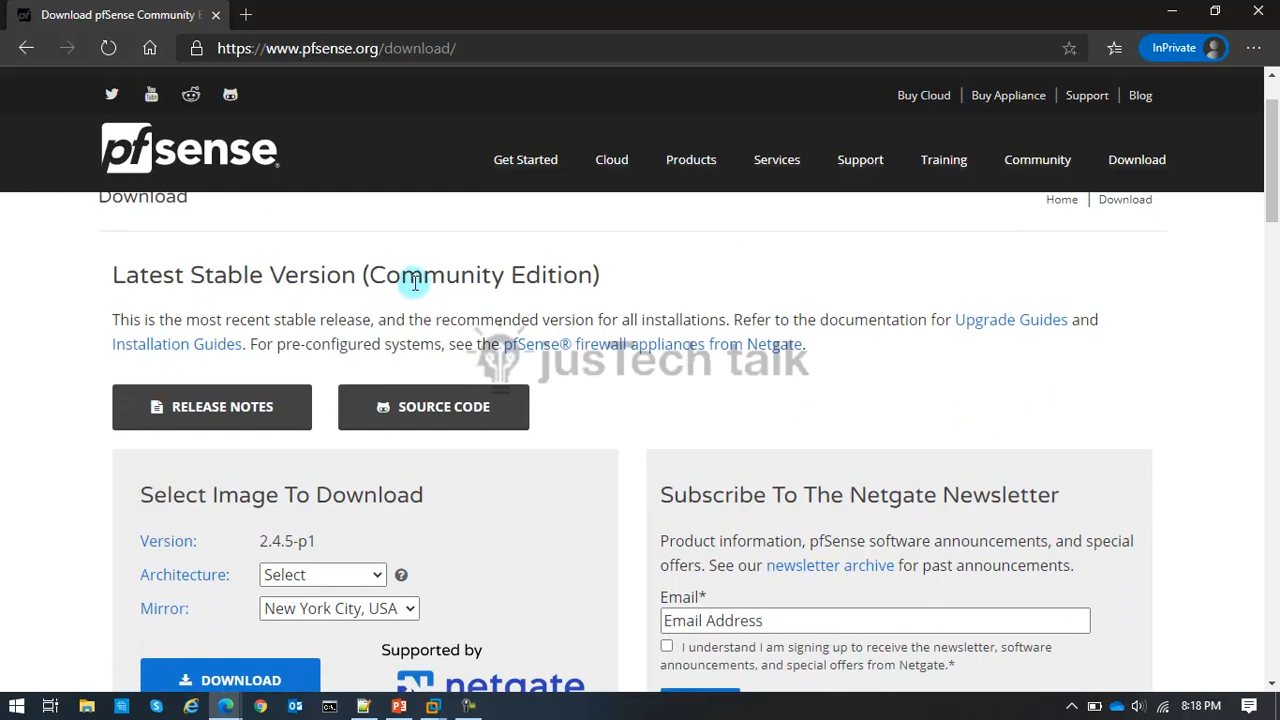 Download pfSense Community E
https://www.pfsense.org/download/
InPrivate
Buy Cloud
Buy Appliance
Support
Blog
pfsense
Get Started
Cloud
Products
Services
Support
Training
Community
Download
Download
Home
Download
Latest Stable Version (Community Edition)
This is the most recent stable release, and the recommended version for all installations. Refer to the documentation for Upgrade Guides and
Installation Guides. For pre-configured systems, see the pfSense® firewall appliances from Netgate.
jusTech talk
RELEASE NOTES
SOURCE CODE
Select Image To Download
Version: 2.4.5-p1
Architecture: Select
Mirror: New York City, USA
Supported by
netgate
DOWNLOAD
Subscribe To The Netgate Newsletter
Product information, pfSense software announcements, and special
offers. See our newsletter archive for past announcements.
Email*
Email Address
I understand I am signing up to receive the newsletter, software
announcements, and special offers from Netgate.*
8:18 PM